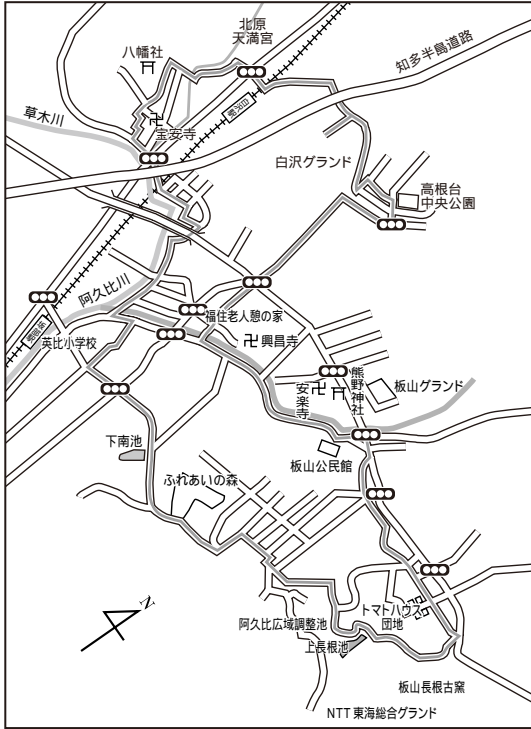 北原
天満宮
八幡社
知多半島道路
草木川
宝安寺
白沢グランド
高根台
中央公園
阿久比川
福住老人憩の家
英比小学校
興昌寺
熊野神社
安楽寺
板山グランド
下南池
板山公民館
ふれあいの森
N
トマトハウス
団地
阿久比広域調整池
上長根池
板山長根古窯
NTT東海総合グランド